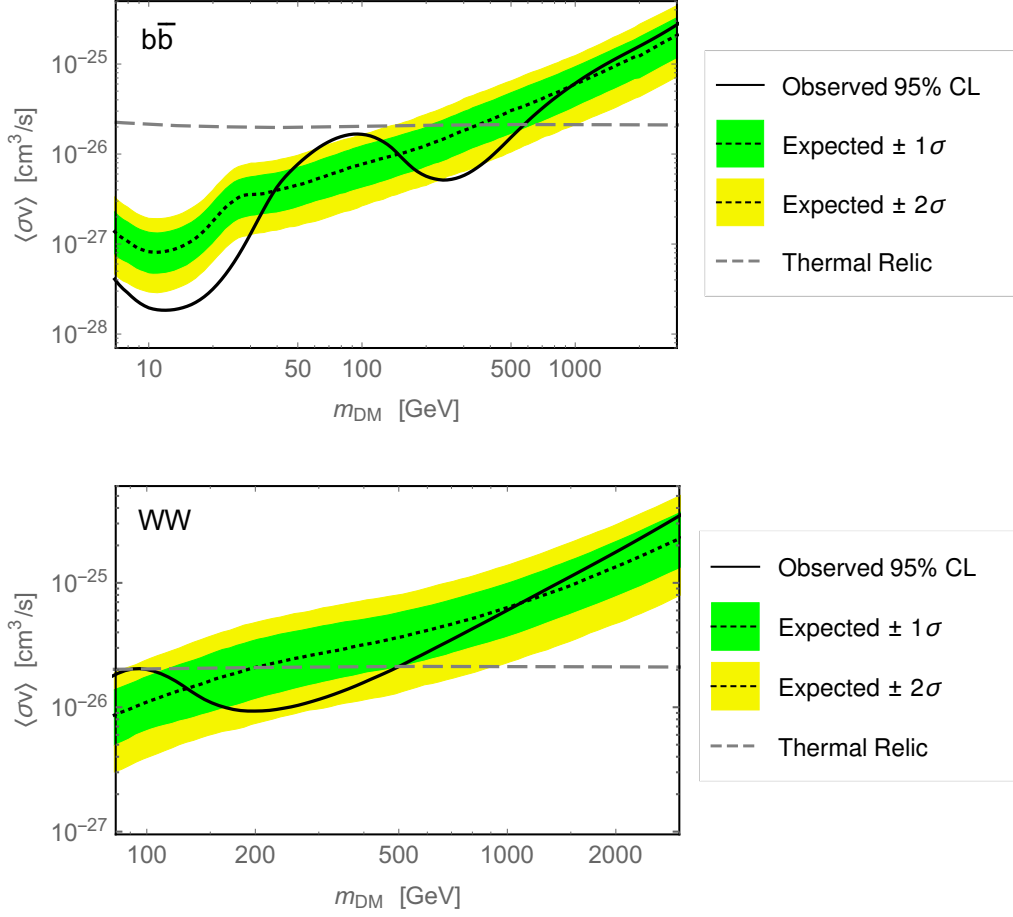 bb̅
10⁻²⁵
10⁻²⁶
10⁻²⁷
10⁻²⁸
⟨σv⟩ [cm³/s]
10 50 100 500 1000
m_DM [GeV]
Observed 95% CL
Expected ± 1σ
Expected ± 2σ
Thermal Relic
WW
10⁻²⁵
10⁻²⁶
10⁻²⁷
⟨σv⟩ [cm³/s]
100 200 500 1000 2000
m_DM [GeV]
Observed 95% CL
Expected ± 1σ
Expected ± 2σ
Thermal Relic